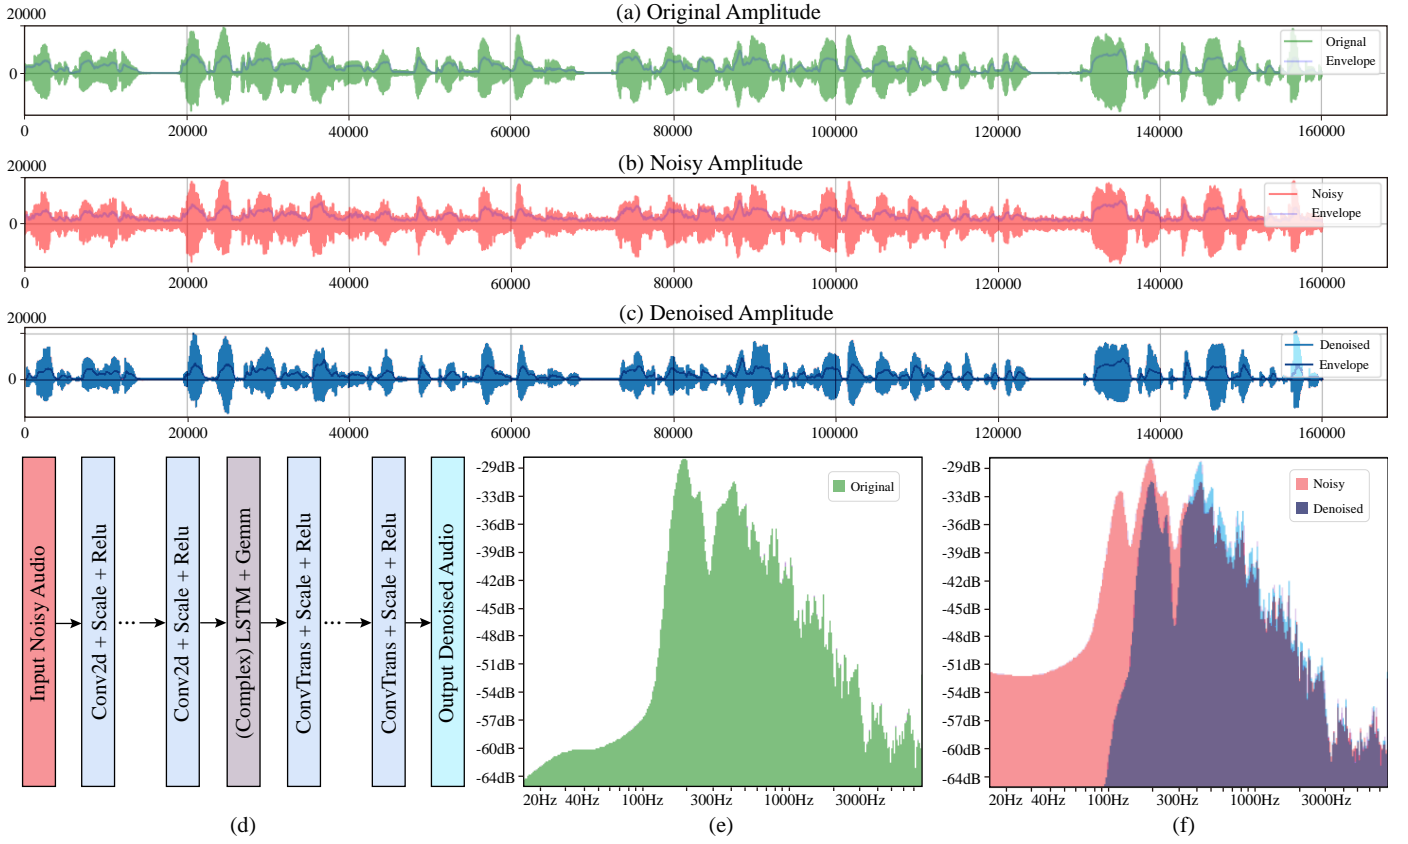 (a) Original Amplitude
20000
0
Orignal
Envelope
0 20000 40000 60000 80000 100000 120000 140000 160000
(b) Noisy Amplitude
20000
0
Noisy
Envelope
0 20000 40000 60000 80000 100000 120000 140000 160000
(c) Denoised Amplitude
20000
0
Denoised
Envelope
0 20000 40000 60000 80000 100000 120000 140000 160000
Input Noisy Audio
Conv2d + Scale + Relu
...
Conv2d + Scale + Relu
(Complex) LSTM + Gemm
ConvTrans + Scale + Relu
...
ConvTrans + Scale + Relu
Output Denoised Audio
(d)
-29dB
-33dB
-36dB
-39dB
-42dB
-45dB
-48dB
-51dB
-54dB
-57dB
-60dB
-64dB
Original
20Hz 40Hz 100Hz 300Hz 1000Hz 3000Hz
(e)
-29dB
-33dB
-36dB
-39dB
-42dB
-45dB
-48dB
-51dB
-54dB
-57dB
-60dB
-64dB
Noisy
Denoised
20Hz 40Hz 100Hz 300Hz 1000Hz 3000Hz
(f)